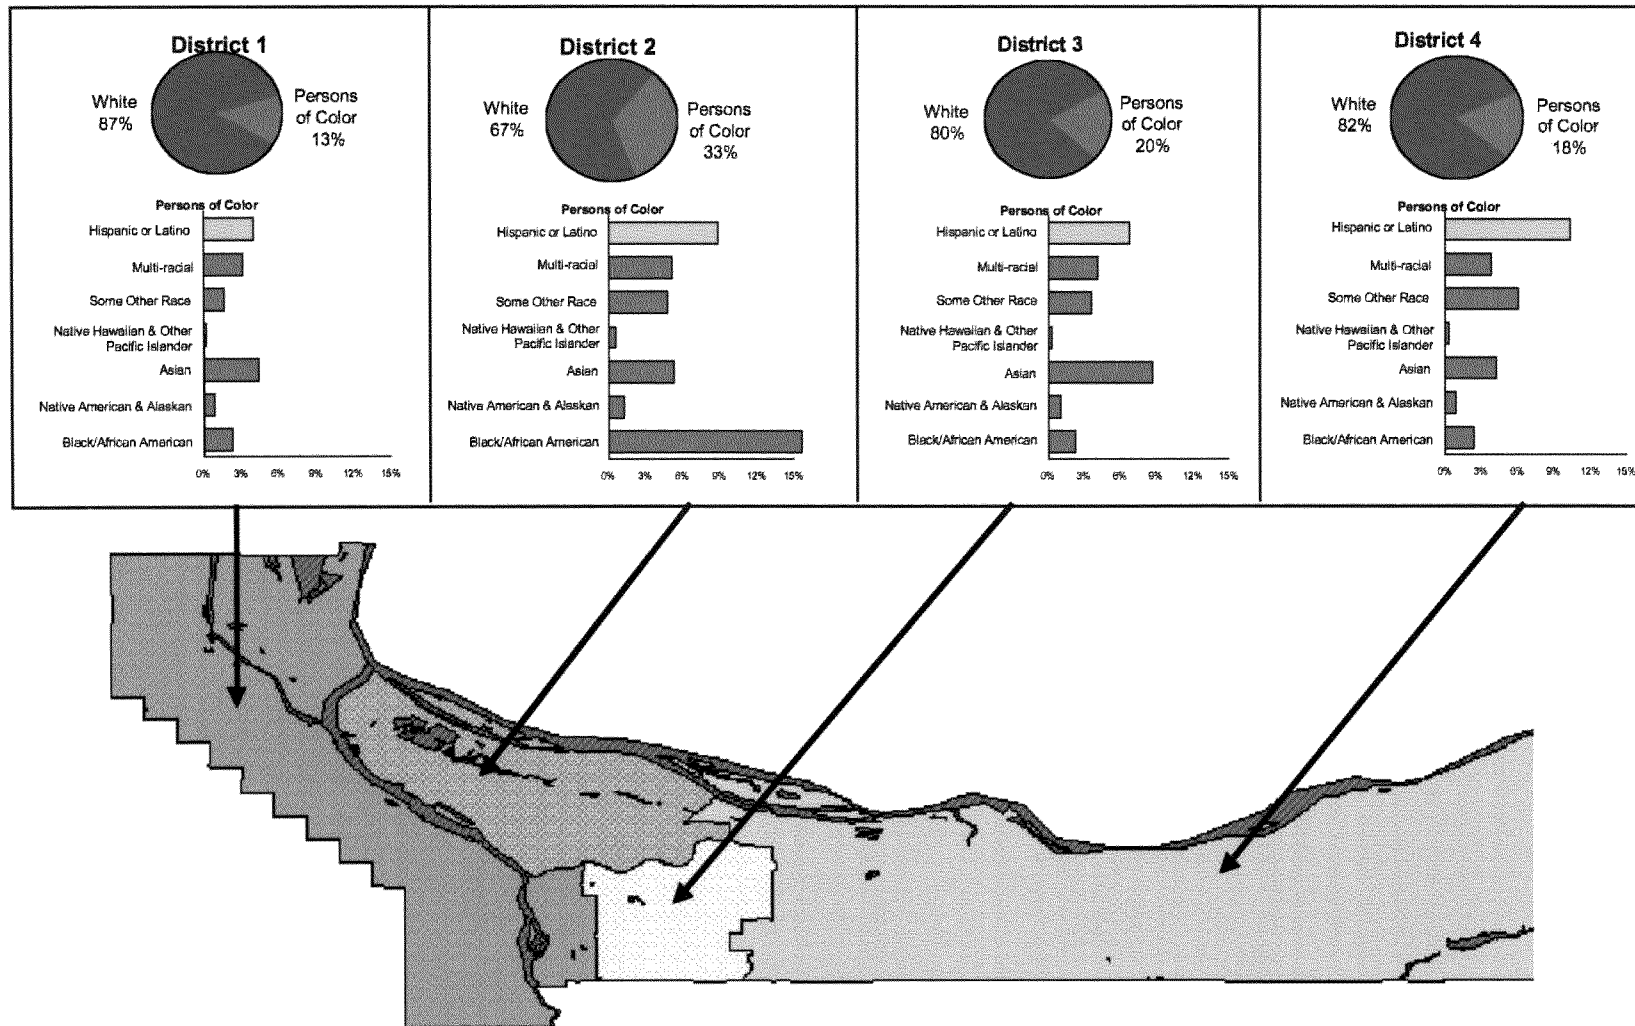 District 1
White
87%
Persons
of Color
13%
Persons of Color
Hispanic or Latino
Multi-racial
Some Other Race
Native Hawaiian & Other
Pacific Islander
Asian
Native American & Alaskan
Black/African American
0% 3% 6% 9% 12% 15%
District 2
White
67%
Persons
of Color
33%
Persons of Color
Hispanic or Latino
Multi-racial
Some Other Race
Native Hawaiian & Other
Pacific Islander
Asian
Native American & Alaskan
Black/African American
0% 3% 6% 9% 12% 15%
District 3
White
80%
Persons
of Color
20%
Persons of Color
Hispanic or Latino
Multi-racial
Some Other Race
Native Hawaiian & Other
Pacific Islander
Asian
Native American & Alaskan
Black/African American
0% 3% 6% 9% 12% 15%
District 4
White
82%
Persons
of Color
18%
Persons of Color
Hispanic or Latino
Multi-racial
Some Other Race
Native Hawaiian & Other
Pacific Islander
Asian
Native American & Alaskan
Black/African American
0% 3% 6% 9% 12% 15%